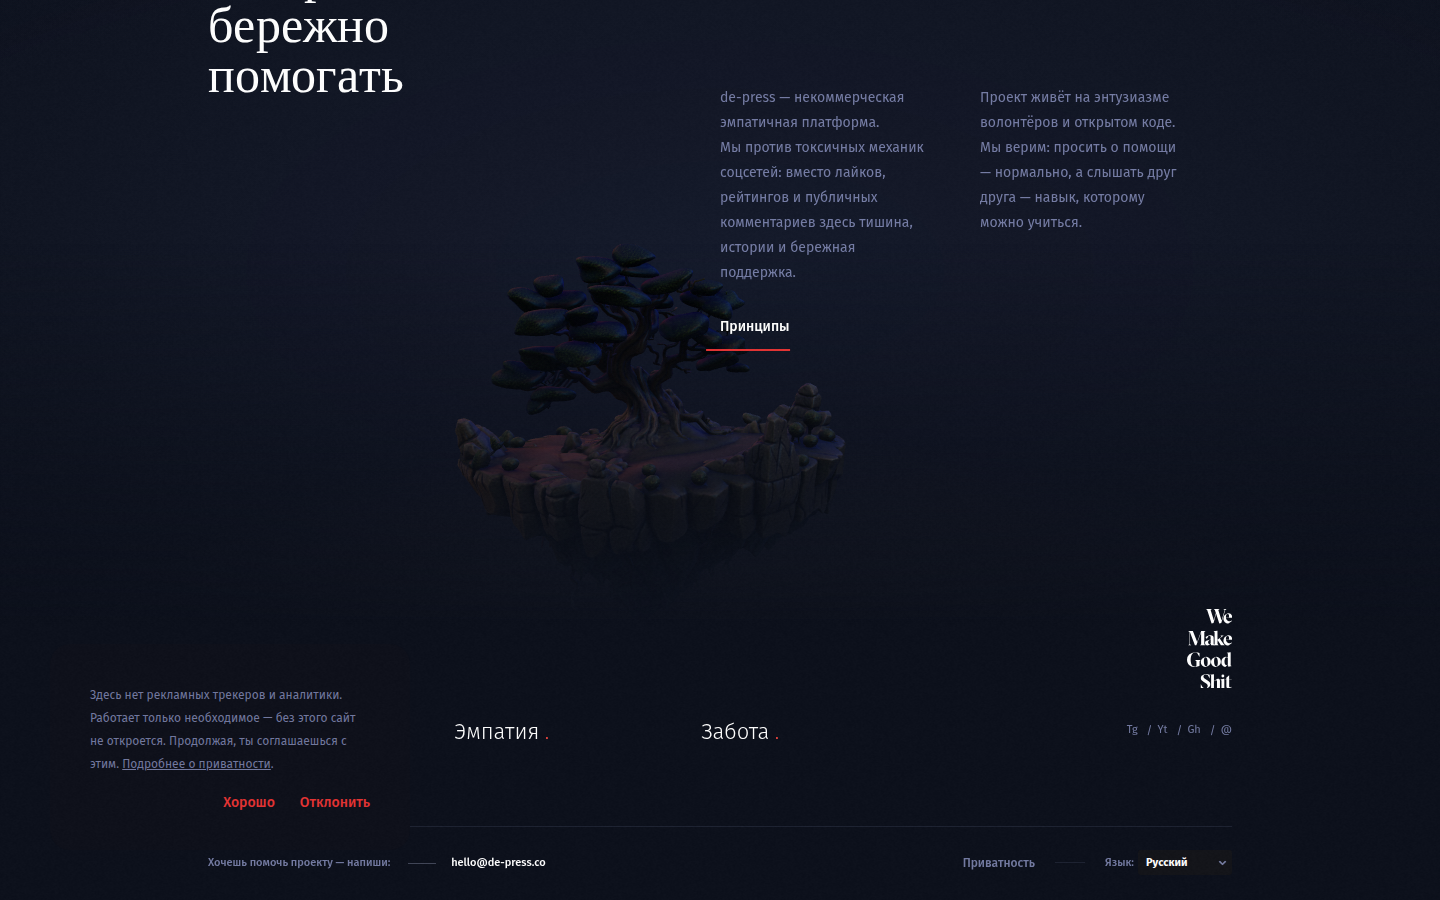 бережно
помогать
de-press — некоммерческая
эмпатичная платформа.
Мы против токсичных механик
соцсетей: вместо лайков,
рейтингов и публичных
комментариев здесь тишина,
истории и бережная
поддержка.
Проект живёт на энтузиазме
волонтёров и открытом коде.
Мы верим: просить о помощи
— нормально, а слышать друг
друга — навык, которому
можно учиться.
Принципы
We
Make
Good
Shit
Здесь нет рекламных трекеров и аналитики.
Работает только необходимое — без этого сайт
не откроется. Продолжая, ты соглашаешься с
этим. Подробнее о приватности.
Хорошо Отклонить
Эмпатия .
Забота .
Tg / Yt / Gh / @
Хочешь помочь проекту — напиши: hello@de-press.co
Приватность Язык: Русский